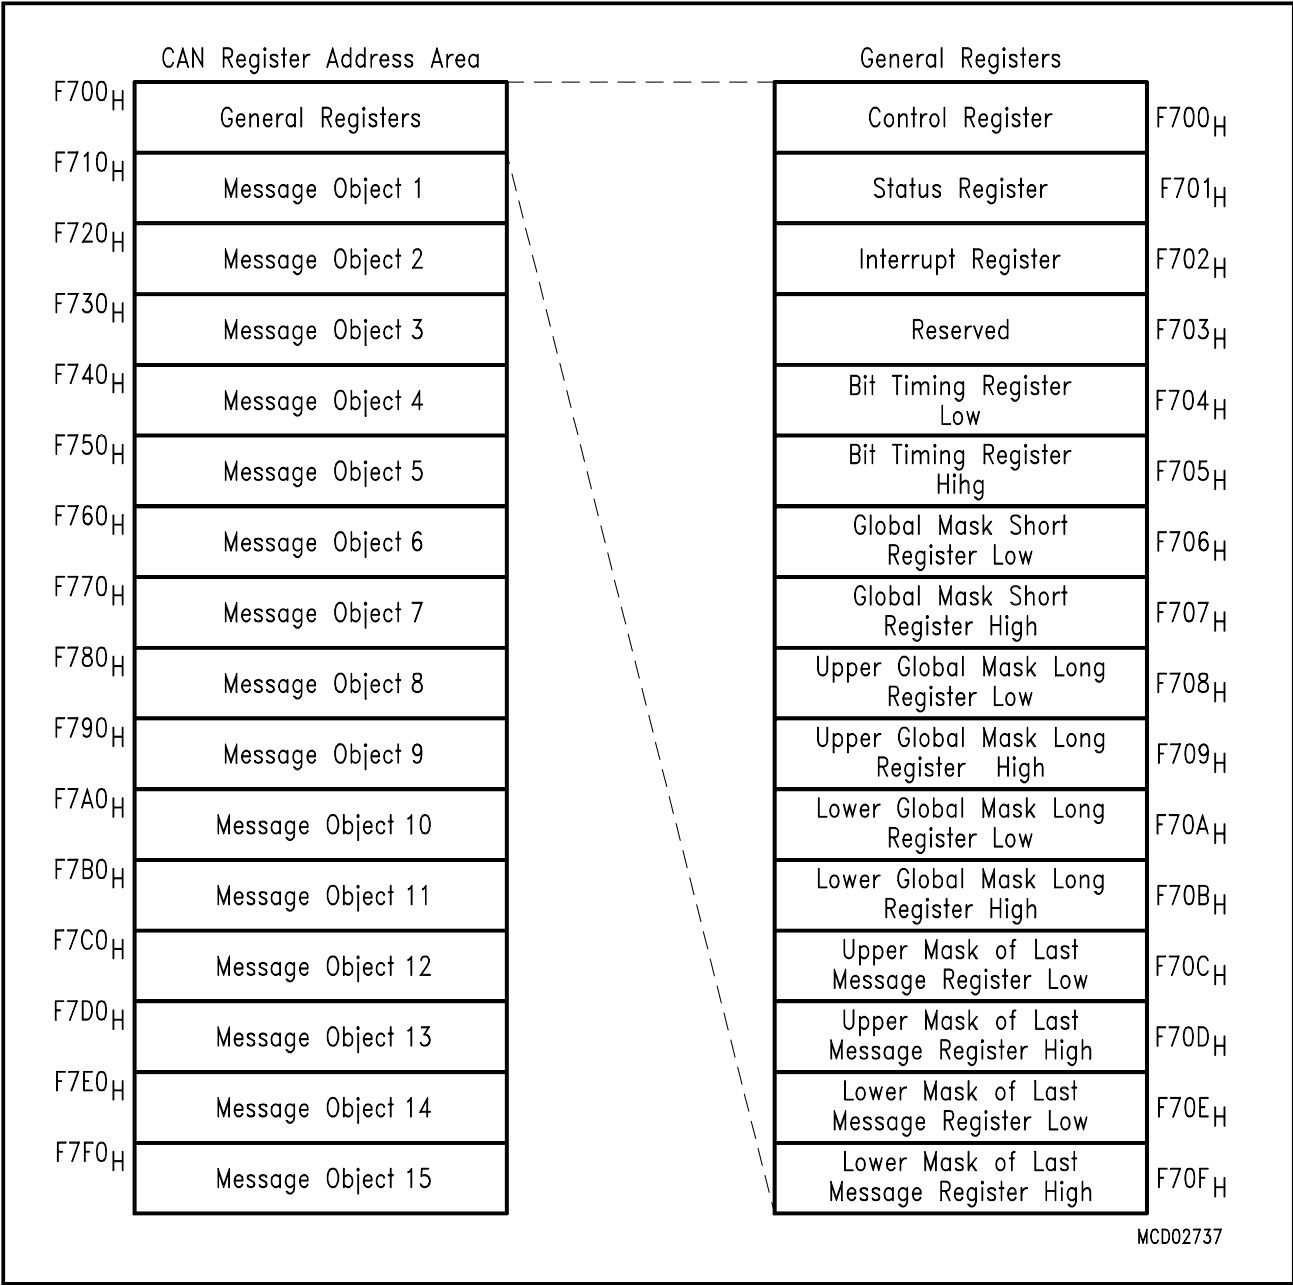 CAN Register Address Area
F700H
General Registers
F710H
Message Object 1
F720H
Message Object 2
F730H
Message Object 3
F740H
Message Object 4
F750H
Message Object 5
F760H
Message Object 6
F770H
Message Object 7
F780H
Message Object 8
F790H
Message Object 9
F7A0H
Message Object 10
F7B0H
Message Object 11
F7C0H
Message Object 12
F7D0H
Message Object 13
F7E0H
Message Object 14
F7F0H
Message Object 15
General Registers
Control Register
F700H
Status Register
F701H
Interrupt Register
F702H
Reserved
F703H
Bit Timing Register
Low
F704H
Bit Timing Register
Hihg
F705H
Global Mask Short
Register Low
F706H
Global Mask Short
Register High
F707H
Upper Global Mask Long
Register Low
F708H
Upper Global Mask Long
Register High
F709H
Lower Global Mask Long
Register Low
F70AH
Lower Global Mask Long
Register High
F70BH
Upper Mask of Last
Message Register Low
F70CH
Upper Mask of Last
Message Register High
F70DH
Lower Mask of Last
Message Register Low
F70EH
Lower Mask of Last
Message Register High
F70FH
MCD02737